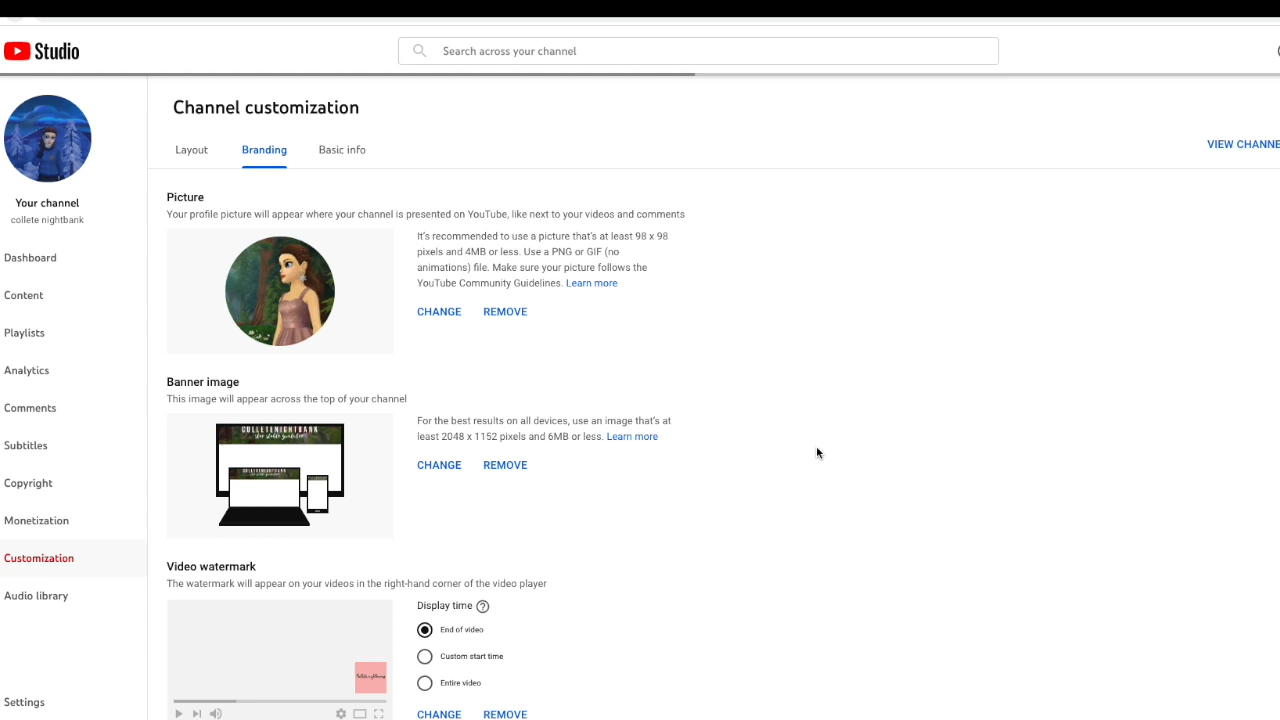 Studio
Search across your channel
Channel customization
Layout
Branding
Basic info
VIEW CHANNE
Your channel
collete nightbank
Dashboard
Content
Playlists
Analytics
Comments
Subtitles
Copyright
Monetization
Customization
Audio library
Settings
Picture
Your profile picture will appear where your channel is presented on YouTube, like next to your videos and comments
It's recommended to use a picture that's at least 98 x 98
pixels and 4MB or less. Use a PNG or GIF (no
animations) file. Make sure your picture follows the
YouTube Community Guidelines. Learn more
CHANGE
REMOVE
Banner image
This image will appear across the top of your channel
COLLETENIGHTBANK
star stable youtuber
COLLETENIGHTBANK
For the best results on all devices, use an image that's at
least 2048 x 1152 pixels and 6MB or less. Learn more
CHANGE
REMOVE
Video watermark
The watermark will appear on your videos in the right-hand corner of the video player
Display time
End of video
Custom start time
Entire video
CHANGE
REMOVE